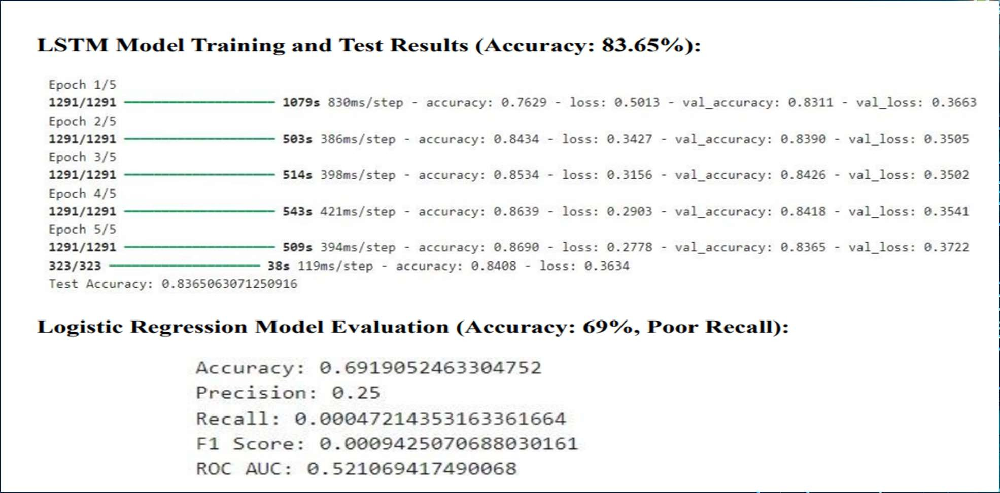 LSTM Model Training and Test Results (Accuracy: 83.65%):
Epoch 1/5
1291/1291 1079s 830ms/step - accuracy: 0.7629 - loss: 0.5013 - val_accuracy: 0.8311 - val_loss: 0.3663
Epoch 2/5
1291/1291 503s 386ms/step - accuracy: 0.8434 - loss: 0.3427 - val_accuracy: 0.8390 - val_loss: 0.3505
Epoch 3/5
1291/1291 514s 398ms/step - accuracy: 0.8534 - loss: 0.3156 - val_accuracy: 0.8426 - val_loss: 0.3502
Epoch 4/5
1291/1291 543s 421ms/step - accuracy: 0.8639 - loss: 0.2903 - val_accuracy: 0.8418 - val_loss: 0.3541
Epoch 5/5
1291/1291 509s 394ms/step - accuracy: 0.8690 - loss: 0.2778 - val_accuracy: 0.8365 - val_loss: 0.3722
323/323 38s 119ms/step - accuracy: 0.8408 - loss: 0.3634
Test Accuracy: 0.8365063071250916
Logistic Regression Model Evaluation (Accuracy: 69%, Poor Recall):
Accuracy: 0.6919052463304752
Precision: 0.25
Recall: 0.00047214353163361664
F1 Score: 0.0009425070688030161
ROC AUC: 0.521069417490068